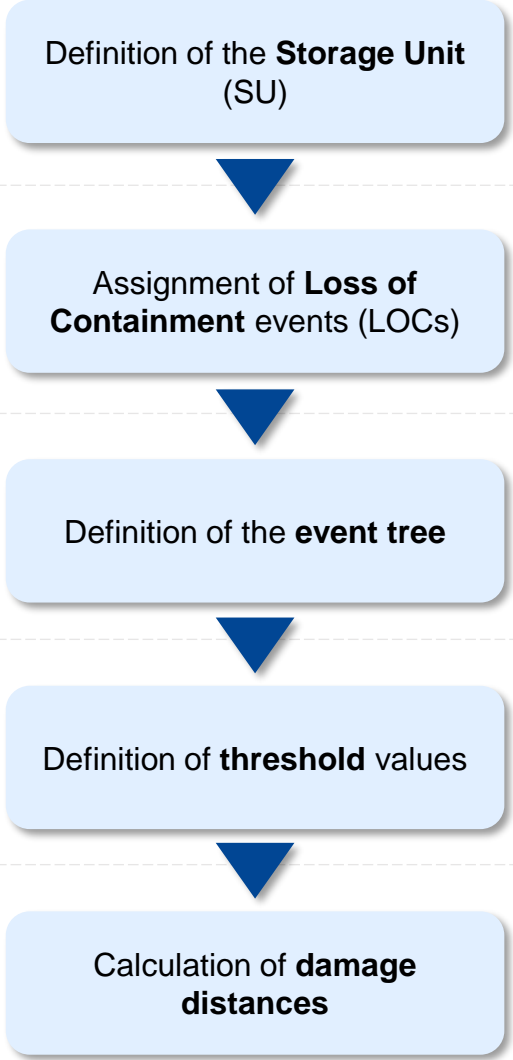 Definition of the Storage Unit
(SU)
Assignment of Loss of
Containment events (LOCs)
Definition of the event tree
Definition of threshold values
Calculation of damage
distances